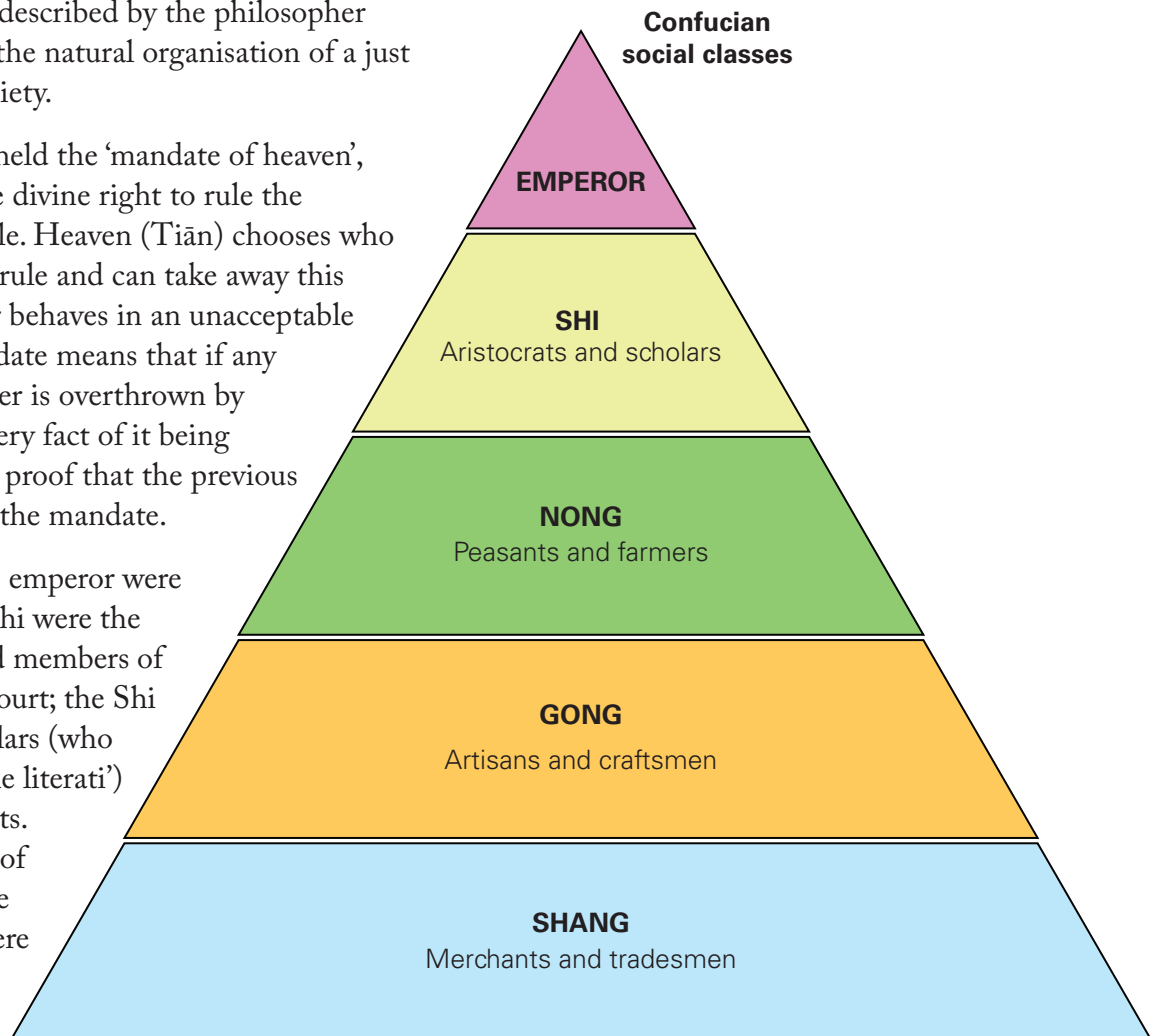 described by the philosopher
the natural organisation of a just
iety.
held the ‘mandate of heaven’,
e divine right to rule the
le. Heaven (Tiān) chooses who
rule and can take away this
r behaves in an unacceptable
date means that if any
er is overthrown by
ery fact of it being
proof that the previous
the mandate.
emperor were
hi were the
d members of
ourt; the Shi
lars (who
e literati’)
ts.
of
e
ere
Confucian
social classes
EMPEROR
SHI
Aristocrats and scholars
NONG
Peasants and farmers
GONG
Artisans and craftsmen
SHANG
Merchants and tradesmen